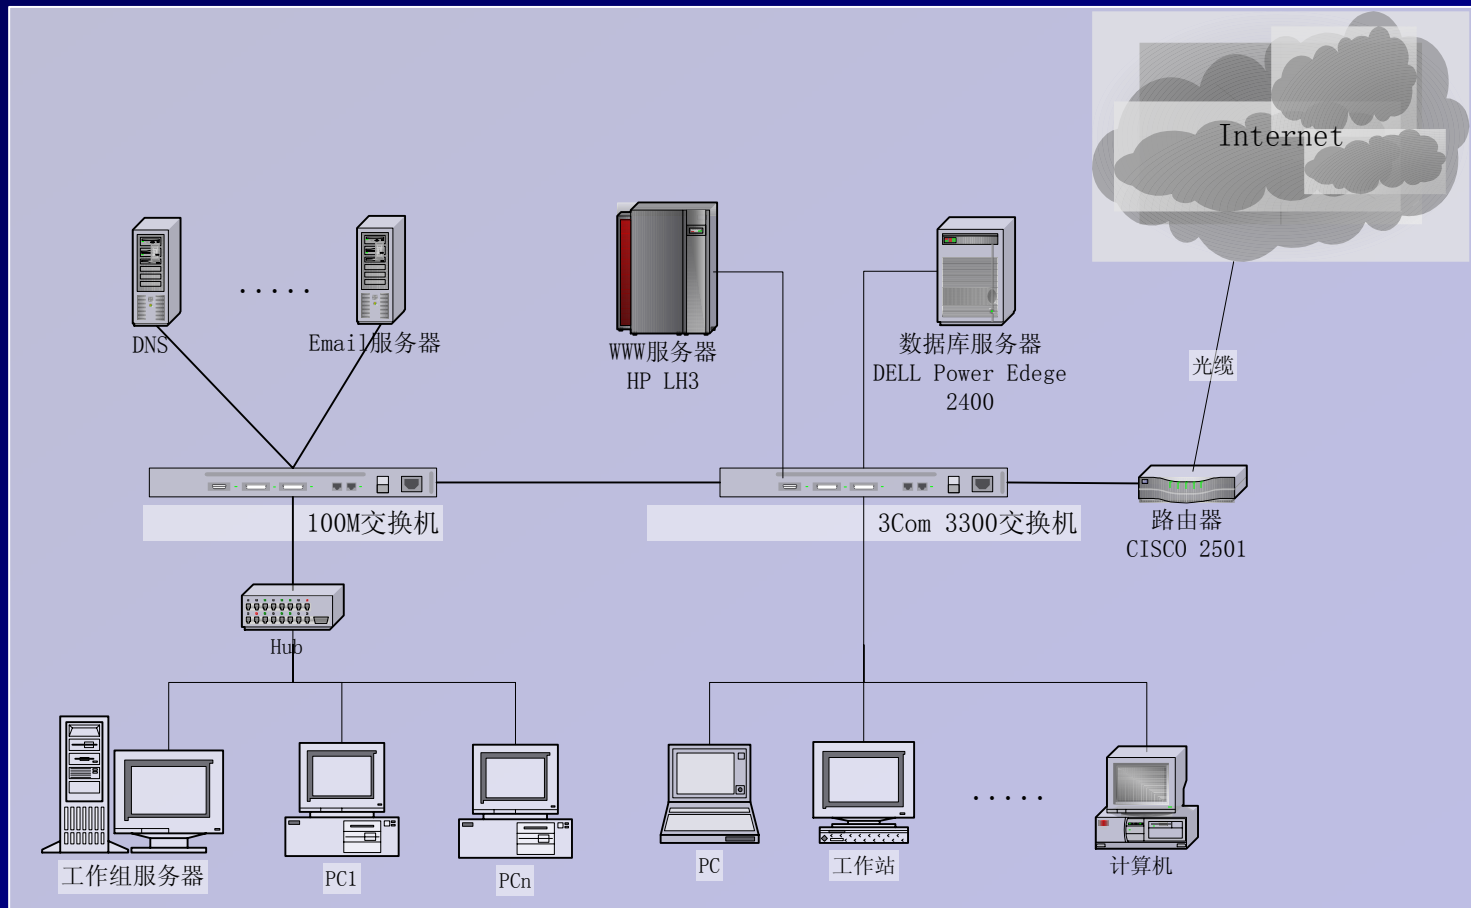 Internet
DNS
.....
Email服务器
WWW服务器
HP LH3
数据库服务器
DELL Power Edege
2400
光缆
100M交换机
3Com 3300交换机
路由器
CISCO 2501
Hub
工作组服务器
PC1
PCn
PC
工作站
.....
计算机